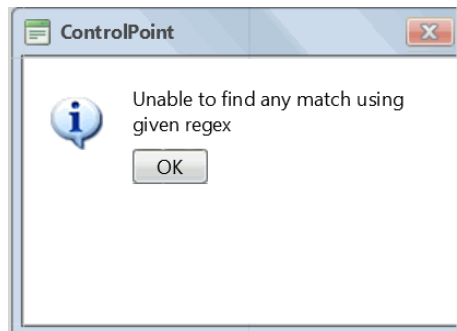 ControlPoint
Unable to find any match using
given regex
OK